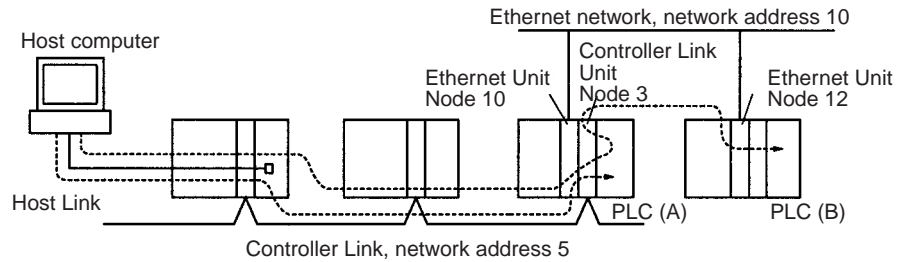 Ethernet network, network address 10
Host computer
Controller Link
Unit
Node 3
Ethernet Unit
Node 10
Ethernet Unit
Node 12
Host Link
PLC (A)
PLC (B)
Controller Link, network address 5